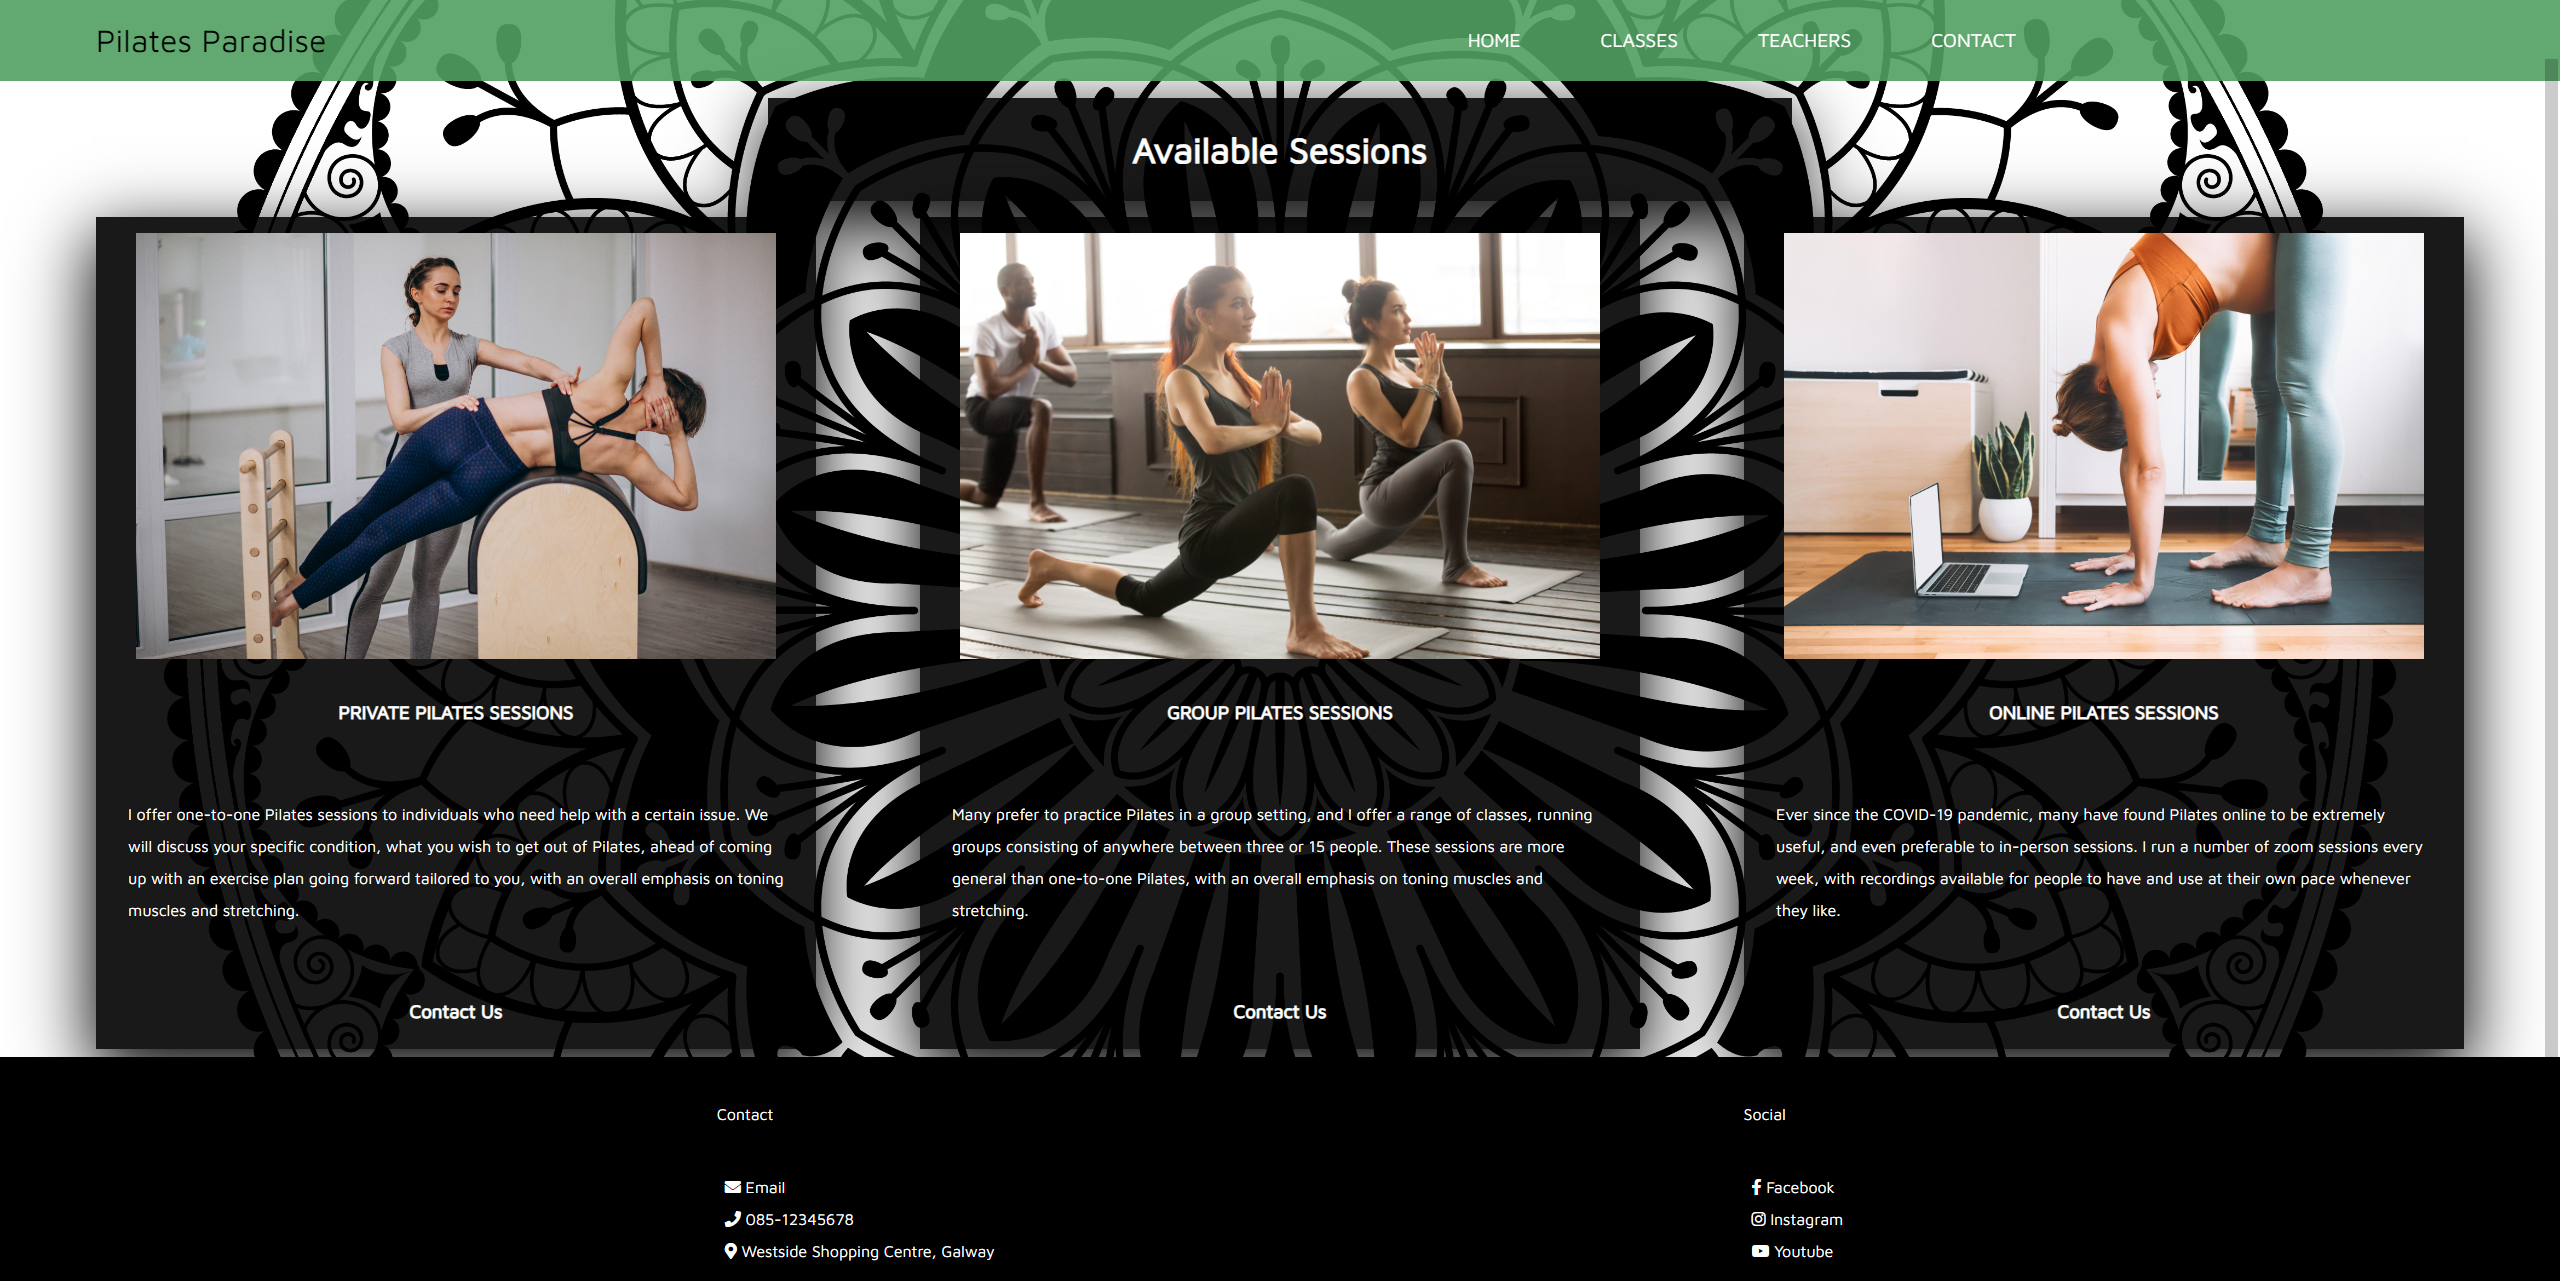 Pilates Paradise
HOME
CLASSES
TEACHERS
CONTACT
Available Sessions
PRIVATE PILATES SESSIONS
I offer one-to-one Pilates sessions to individuals who need help with a certain issue. We
will discuss your specific condition, what you wish to get out of Pilates, ahead of coming
up with an exercise plan going forward tailored to you, with an overall emphasis on toning
muscles and stretching.
Contact Us
GROUP PILATES SESSIONS
Many prefer to practice Pilates in a group setting, and I offer a range of classes, running
groups consisting of anywhere between three or 15 people. These sessions are more
general than one-to-one Pilates, with an overall emphasis on toning muscles and
stretching.
Contact Us
ONLINE PILATES SESSIONS
Ever since the COVID-19 pandemic, many have found Pilates online to be extremely
useful, and even preferable to in-person sessions. I run a number of zoom sessions every
week, with recordings available for people to have and use at their own pace whenever
they like.
Contact Us
Contact
Email
085-12345678
Westside Shopping Centre, Galway
Social
Facebook
Instagram
Youtube